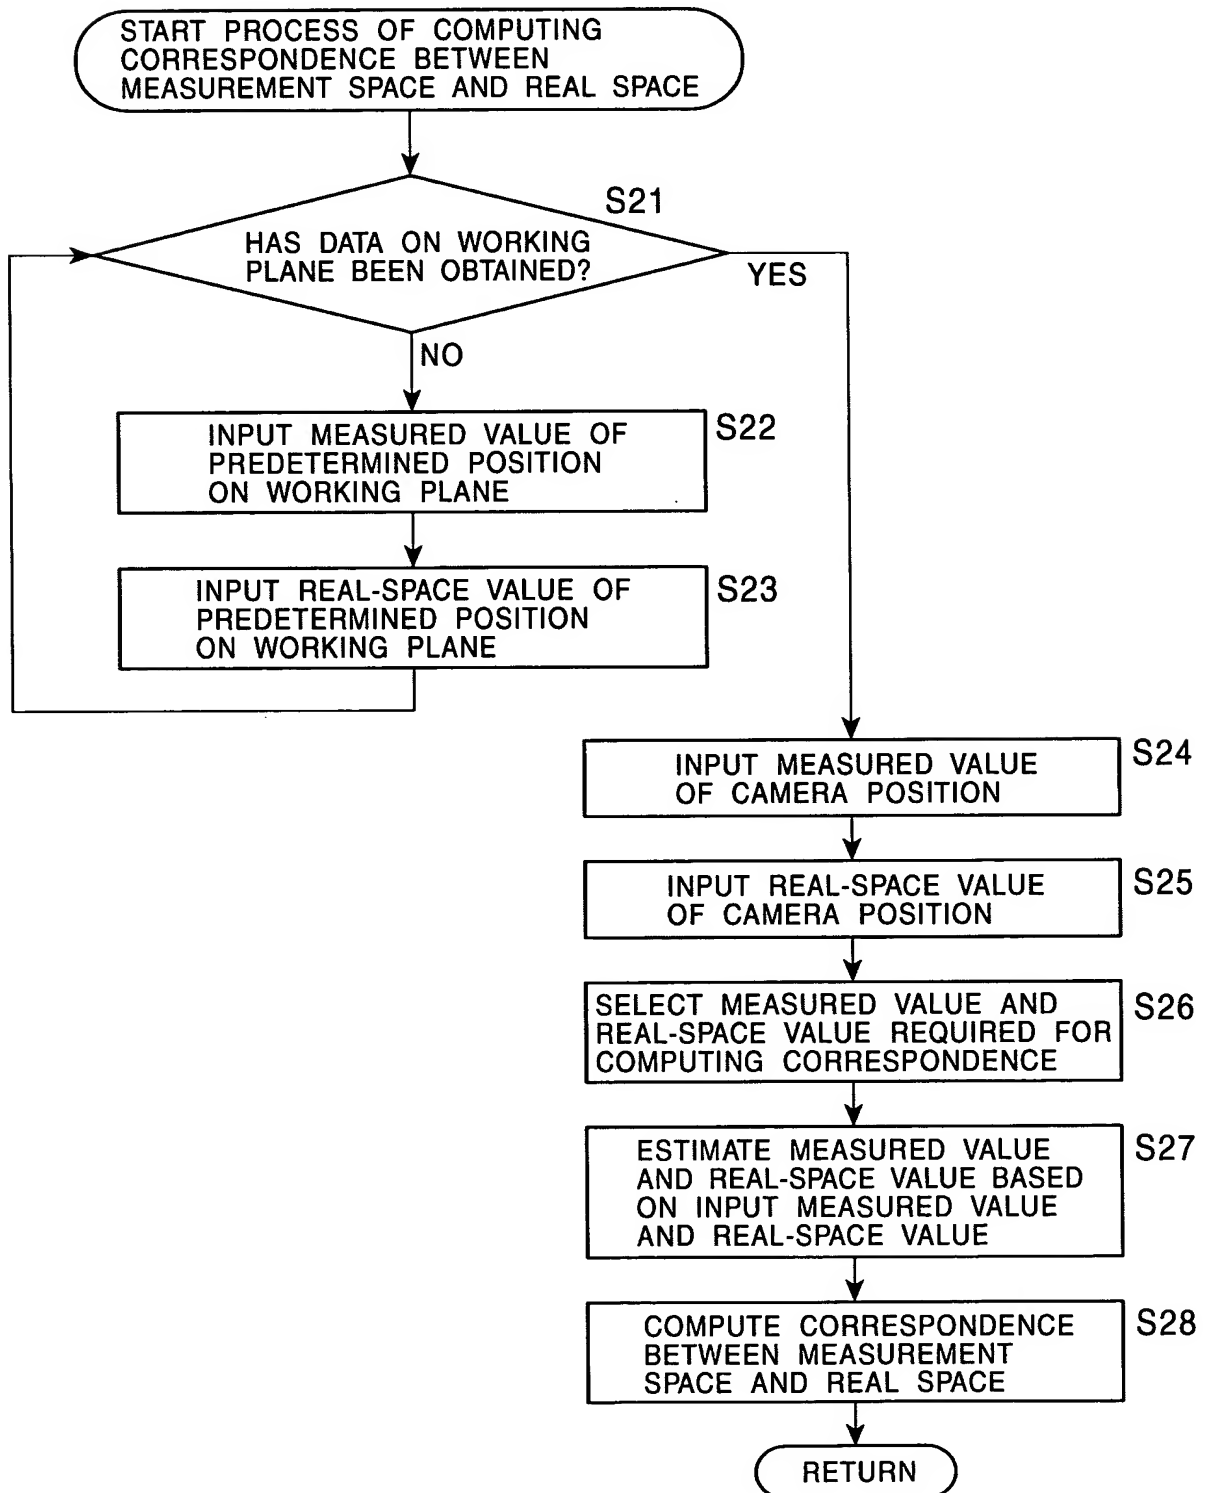 START PROCESS OF COMPUTING
CORRESPONDENCE BETWEEN
MEASUREMENT SPACE AND REAL SPACE
S21
HAS DATA ON WORKING
PLANE BEEN OBTAINED?
YES
NO
S22
INPUT MEASURED VALUE OF
PREDETERMINED POSITION
ON WORKING PLANE
S23
INPUT REAL-SPACE VALUE OF
PREDETERMINED POSITION
ON WORKING PLANE
S24
INPUT MEASURED VALUE
OF CAMERA POSITION
S25
INPUT REAL-SPACE VALUE
OF CAMERA POSITION
S26
SELECT MEASURED VALUE AND
REAL-SPACE VALUE REQUIRED FOR
COMPUTING CORRESPONDENCE
S27
ESTIMATE MEASURED VALUE
AND REAL-SPACE VALUE BASED
ON INPUT MEASURED VALUE
AND REAL-SPACE VALUE
S28
COMPUTE CORRESPONDENCE
BETWEEN MEASUREMENT
SPACE AND REAL SPACE
RETURN